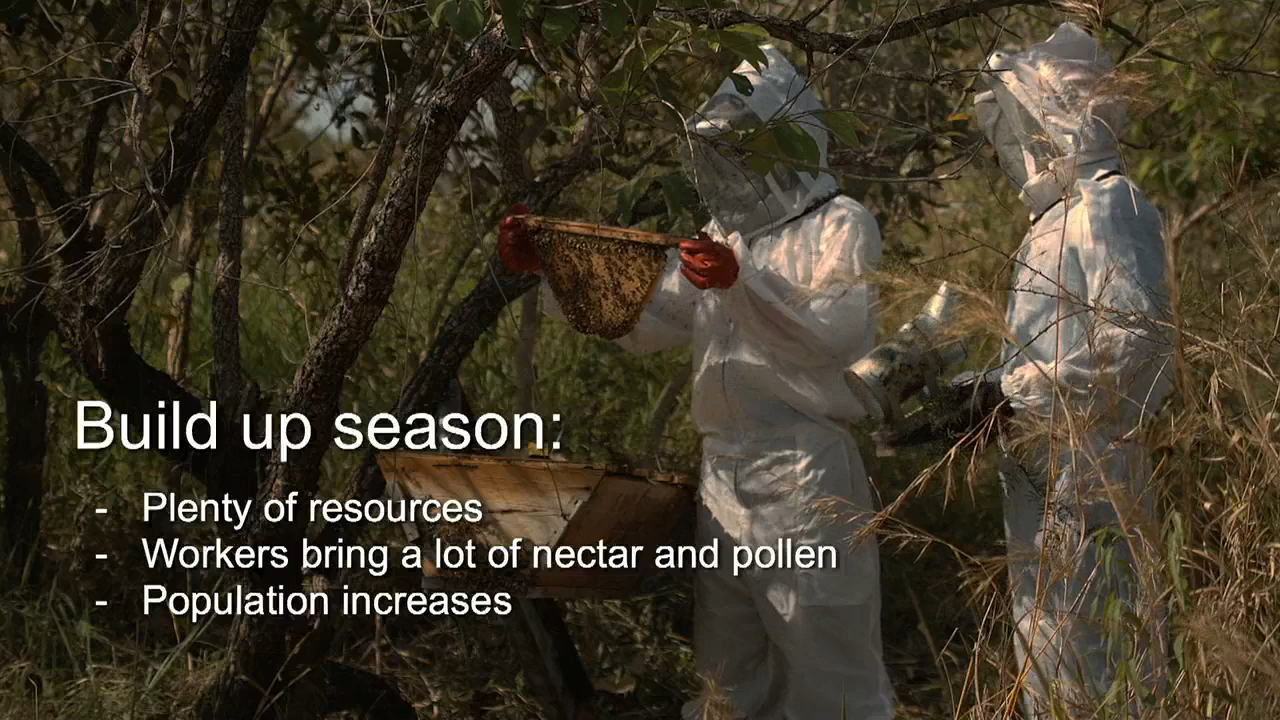 Build up season:
- Plenty of resources
- Workers bring a lot of nectar and pollen
- Population increases